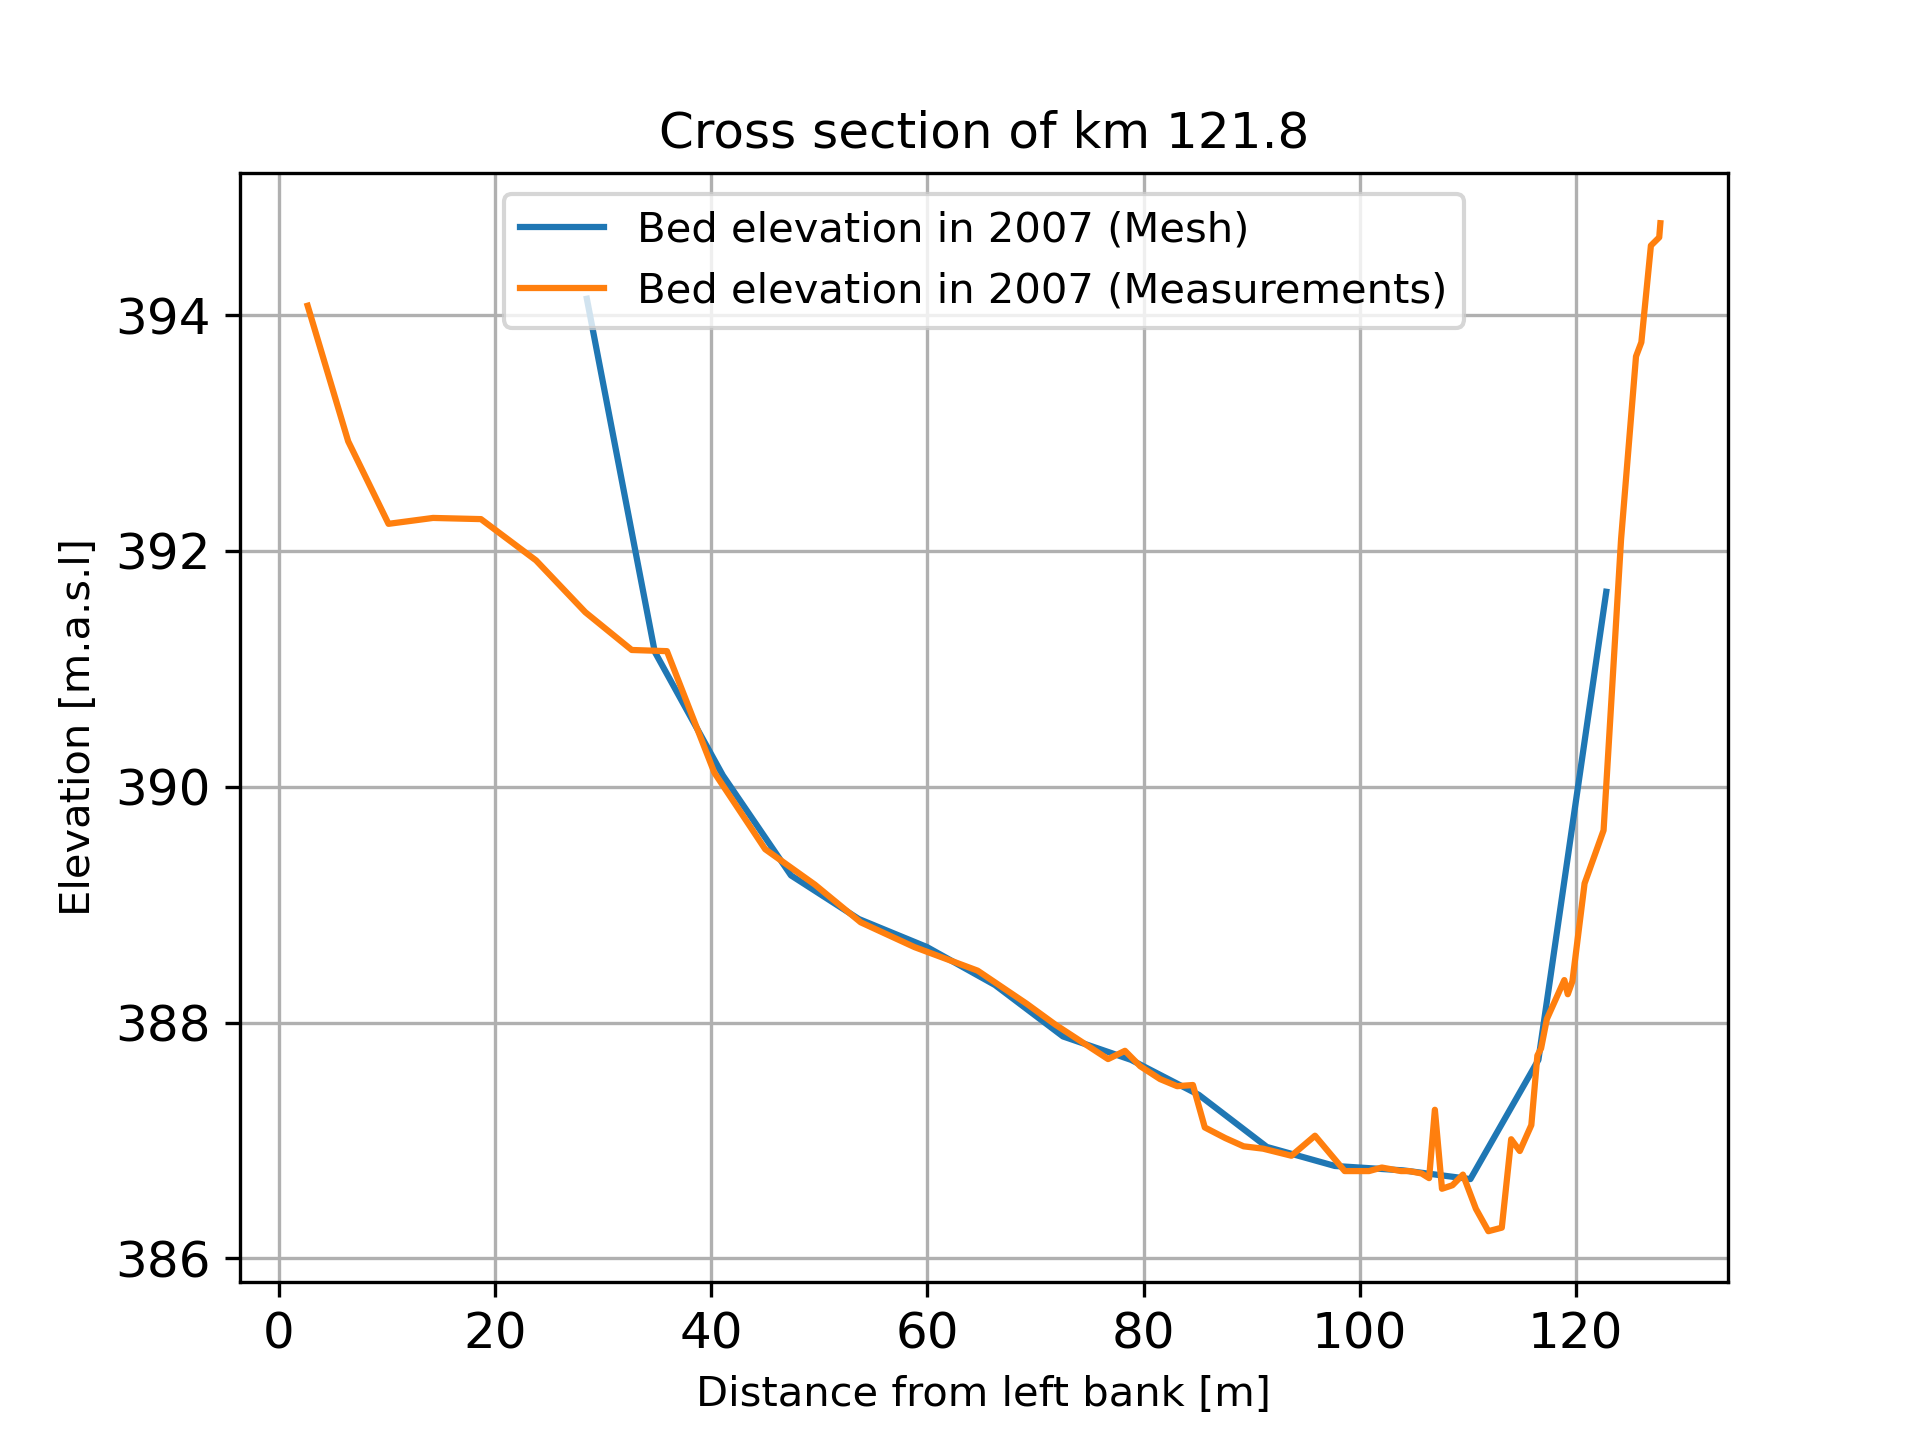 Cross section of km 121.8
Bed elevation in 2007 (Mesh)
Bed elevation in 2007 (Measurements)
394
392
390
388
386
Elevation [m.a.s.l]
0 20 40 60 80 100 120
Distance from left bank [m]